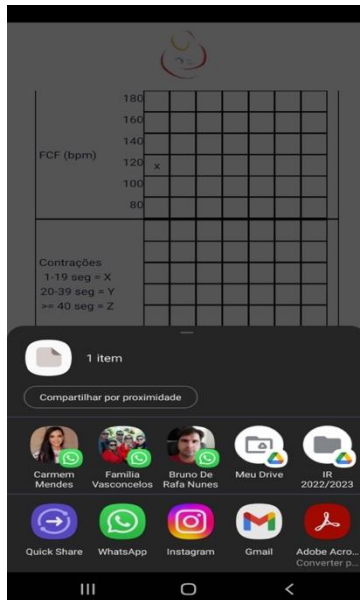 180
160
140
FCF (bpm)
120
x
100
80
Contrações
1-19 seg = X
20-39 seg = Y
>= 40 seg = Z
1 item
Compartilhar por proximidade
Carmem
Mendes
Família
Vasconcelos
Bruno De
Rafa Nunes
Meu Drive
IR
2022/2023
Quick Share
WhatsApp
Instagram
Gmail
Adobe Acro...
Converter p...